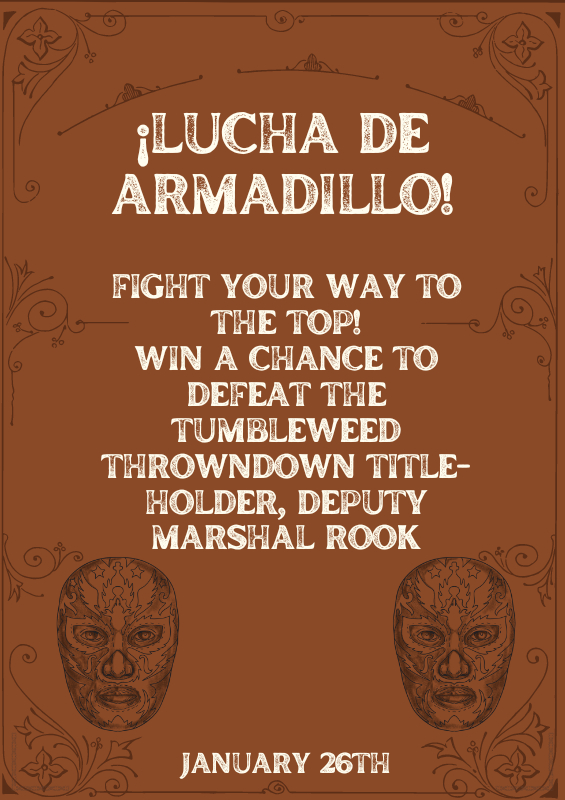 ¡LUCHA DE
ARMADILLO!
FIGHT YOUR WAY TO
THE TOP!
WIN A CHANCE TO
DEFEAT THE
TUMBLEWEED
THROWNDOWN TITLE-
HOLDER, DEPUTY
MARSHAL ROOK
JANUARY 26TH